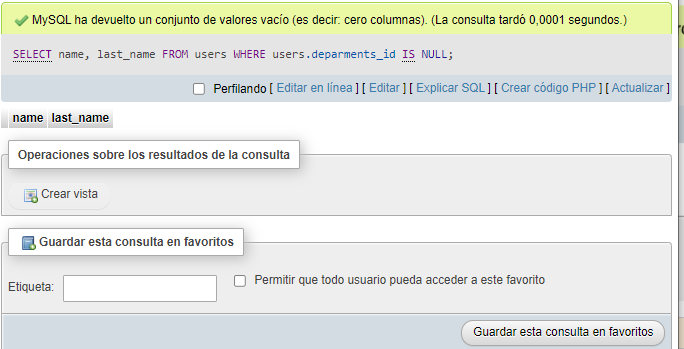 MySQL ha devuelto un conjunto de valores vacío (es decir: cero columnas). (La consulta tardó 0,0001 segundos.)
SELECT name, last_name FROM users WHERE users.deparments_id IS NULL;
Perfilando [ Editar en línea ] [ Editar ] [ Explicar SQL ] [ Crear código PHP ] [ Actualizar ]
name last_name
Operaciones sobre los resultados de la consulta
Crear vista
Guardar esta consulta en favoritos
Etiqueta: Permitir que todo usuario pueda acceder a este favorito
Guardar esta consulta en favoritos